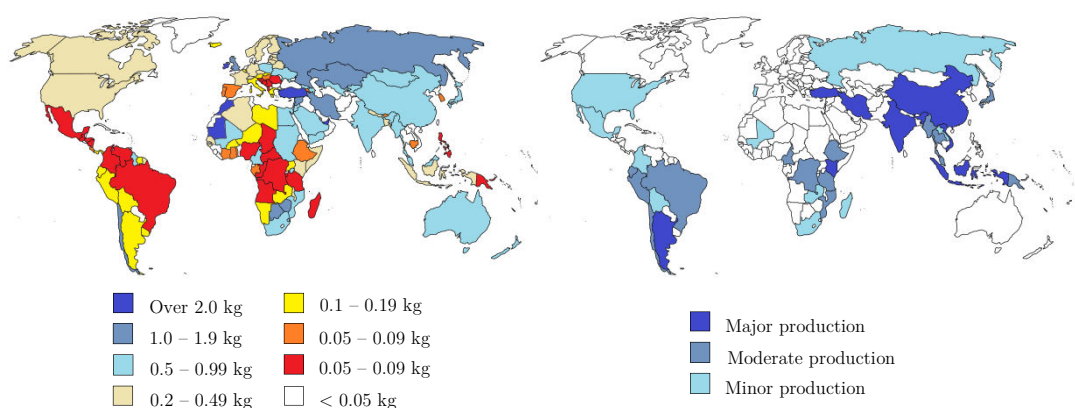 Over 2.0 kg
1.0 – 1.9 kg
0.5 – 0.99 kg
0.2 – 0.49 kg
0.1 – 0.19 kg
0.05 – 0.09 kg
0.05 – 0.09 kg
< 0.05 kg
Major production
Moderate production
Minor production